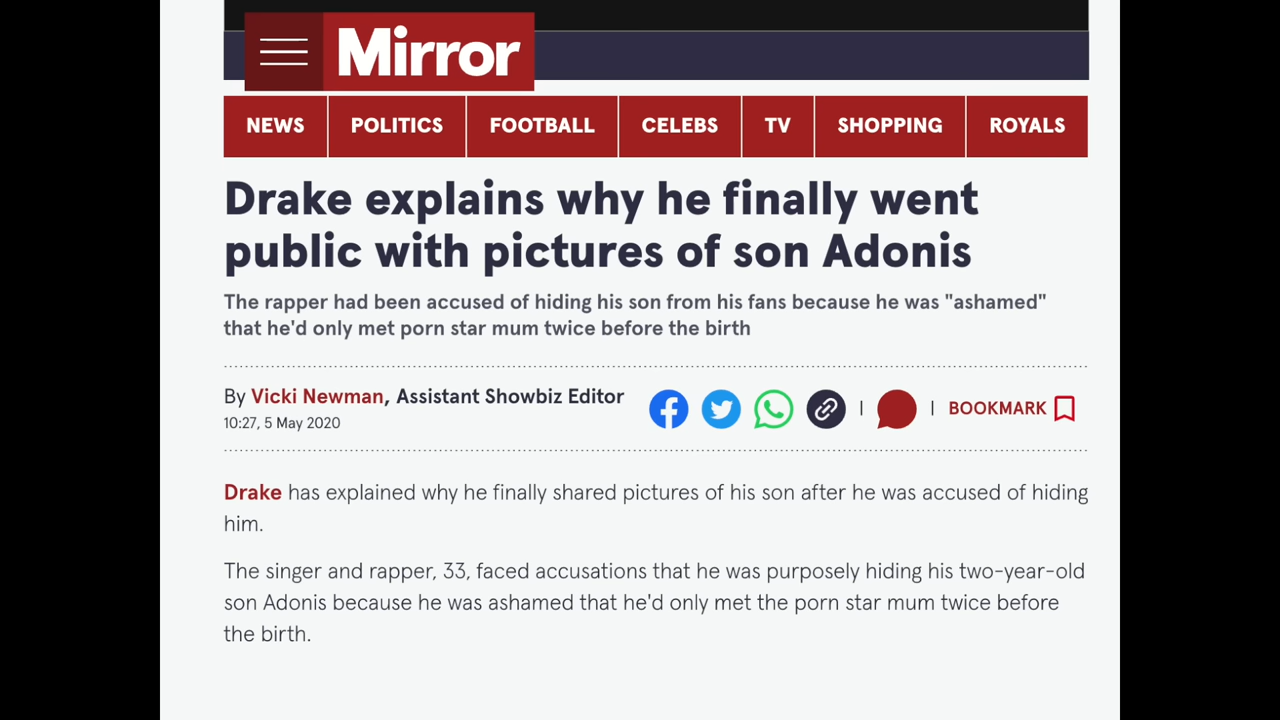 Mirror
NEWS
POLITICS
FOOTBALL
CELEBS
TV
SHOPPING
ROYALS
Drake explains why he finally went
public with pictures of son Adonis
The rapper had been accused of hiding his son from his fans because he was "ashamed"
that he'd only met porn star mum twice before the birth
By Vicki Newman, Assistant Showbiz Editor
10:27, 5 May 2020
BOOKMARK
Drake has explained why he finally shared pictures of his son after he was accused of hiding
him.
The singer and rapper, 33, faced accusations that he was purposely hiding his two-year-old
son Adonis because he was ashamed that he'd only met the porn star mum twice before
the birth.